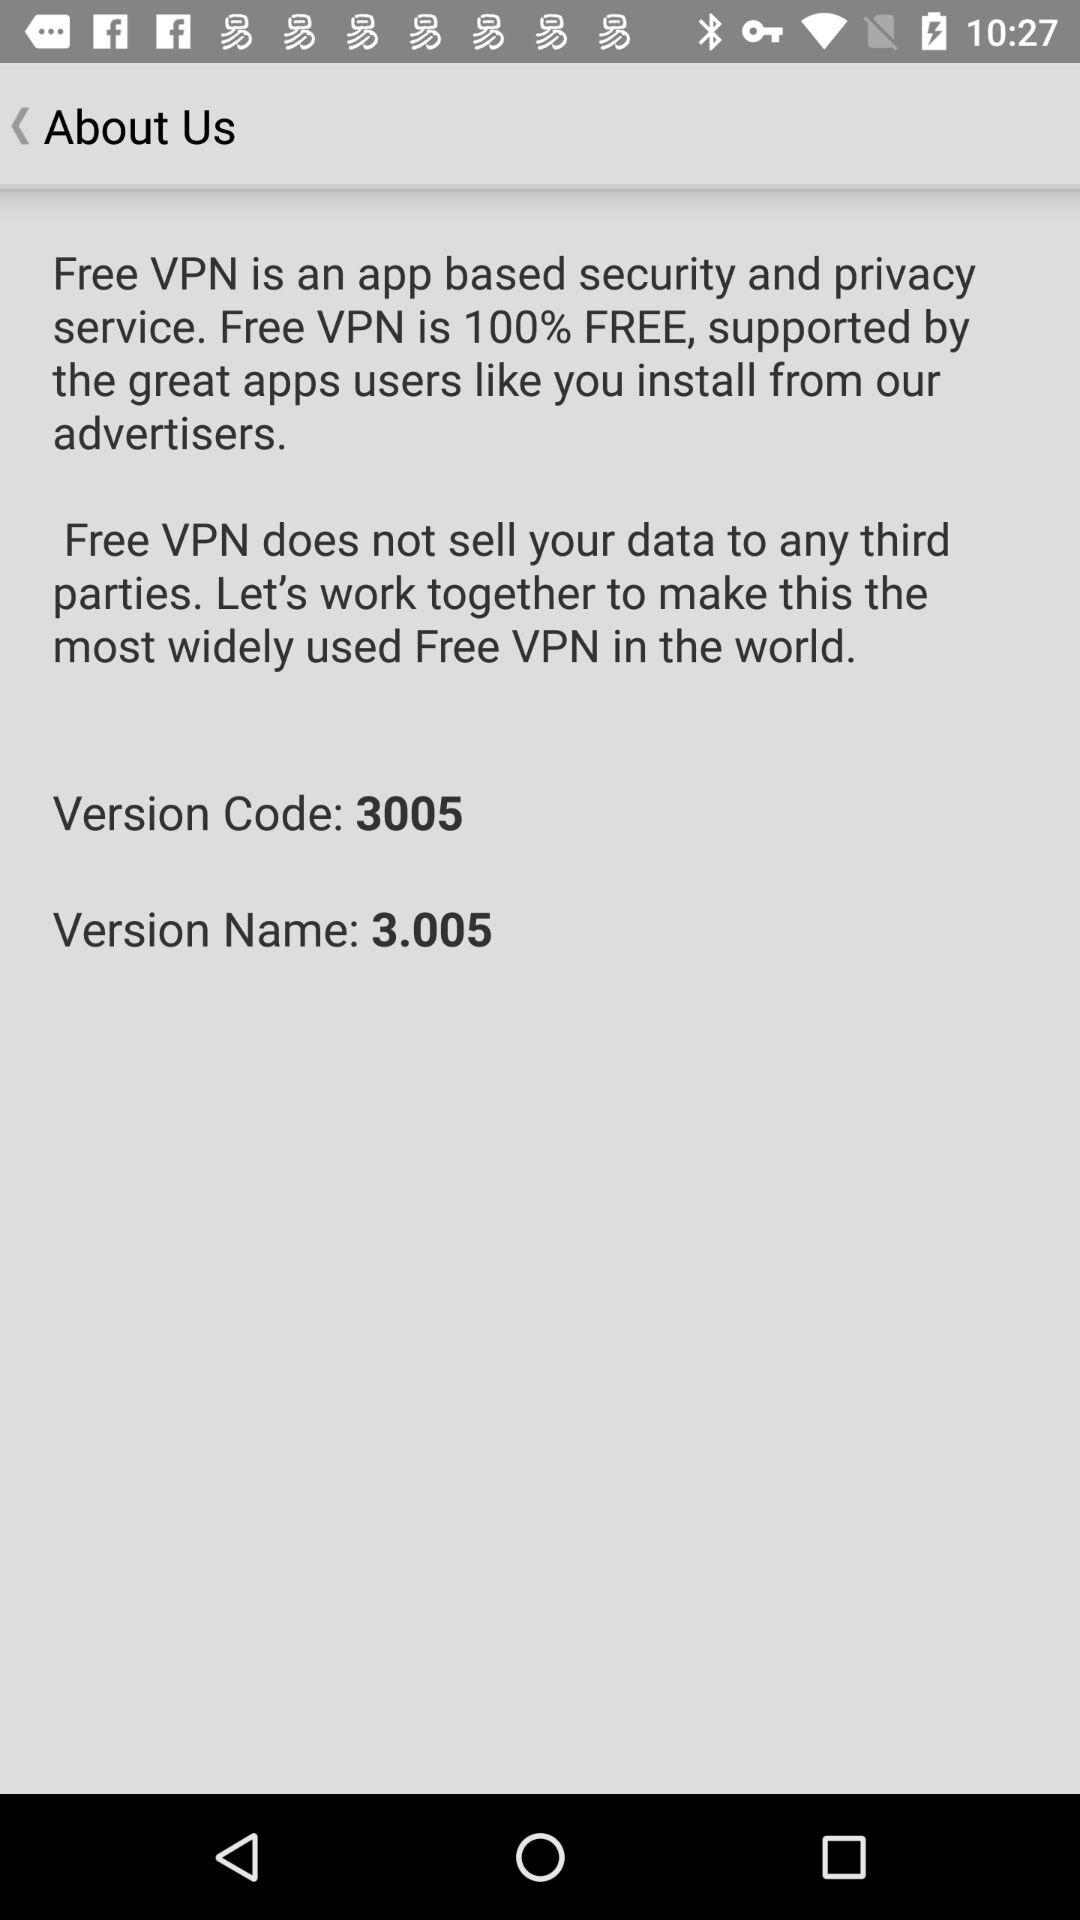 10:27
About Us
Free VPN is an app based security and privacy
service. Free VPN is 100% FREE, supported by
the great apps users like you install from our
advertisers.
Free VPN does not sell your data to any third
parties. Let’s work together to make this the
most widely used Free VPN in the world.
Version Code: 3005
Version Name: 3.005